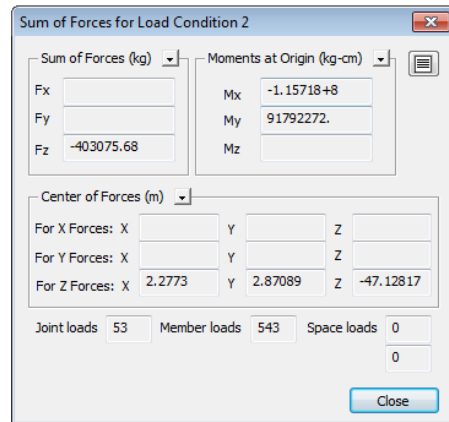 Sum of Forces for Load Condition 2
Sum of Forces (kg)
Moments at Origin (kg-cm)
Fx
Mx -1.15718+8
Fy
My 91792272.
Fz -403075.68
Mz
Center of Forces (m)
For X Forces: X Y Z
For Y Forces: X Y Z
For Z Forces: X 2.2773 Y 2.87089 Z -47.12817
Joint loads 53 Member loads 543 Space loads 0
0
Close